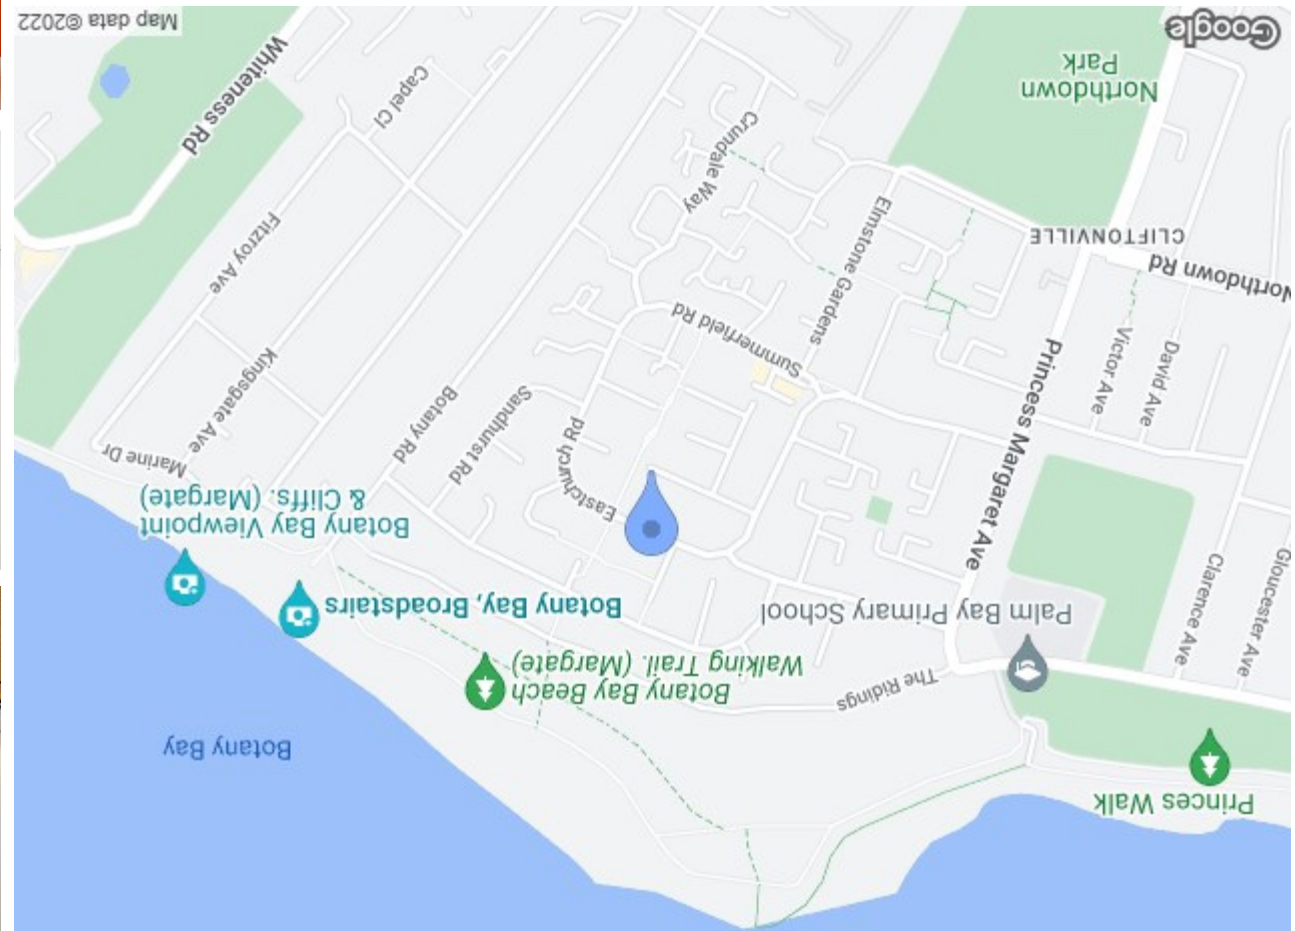 Princes Walk
Botany Bay
The Ridings
Botany Bay Beach
Walking Trail. (Margate)
Palm Bay Primary School
Botany Bay, Broadstairs
Gloucester Ave
Clarence Ave
Botany Bay Viewpoint
& Cliffs. (Margate)
Princess Margaret Ave
Eastchurch Rd
Sandhurst Rd
Marine Dr
Botany Rd
Kingsgate Ave
David Ave
Victor Ave
Summerfield Rd
Northdown Rd
Elmstone Gardens
Fitzroy Ave
CLIFTONVILLE
Crundale Way
Northdown
Park
Capel Cl
Whiteness Rd
Google
Map data ©2022